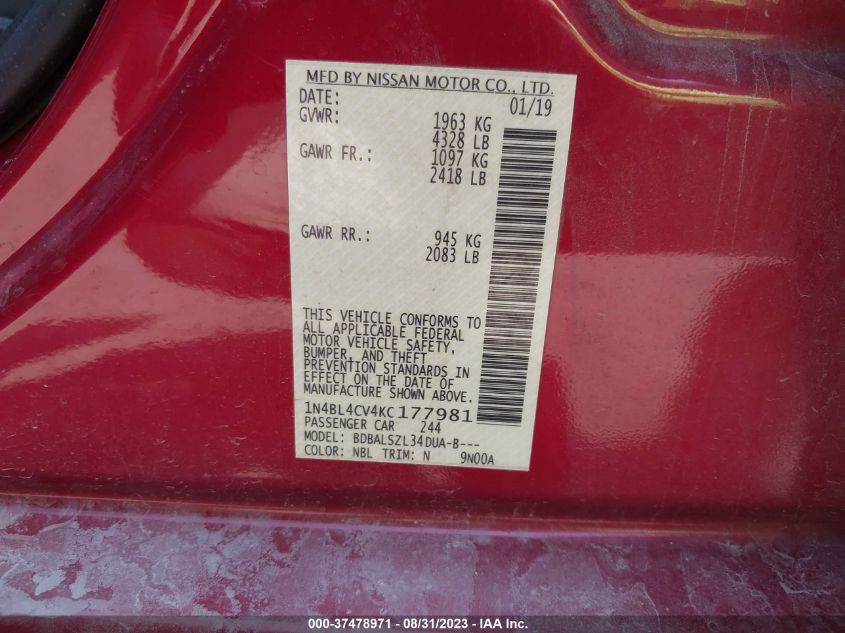 MFD BY NISSAN MOTOR CO., LTD.
DATE: 01/19
GVWR: 1963 KG
4328 LB
GAWR FR.: 1097 KG
2418 LB
GAWR RR.: 945 KG
2083 LB
THIS VEHICLE CONFORMS TO
ALL APPLICABLE FEDERAL
MOTOR VEHICLE SAFETY,
BUMPER, AND THEFT
PREVENTION STANDARDS IN
EFFECT ON THE DATE OF
MANUFACTURE SHOWN ABOVE.
1N4BL4CV4KC177981
PASSENGER CAR 244
MODEL: BDBALSZL34DUA-B---
COLOR: NBL TRIM: N 9N00A
000-37478971 - 08/31/2023 - IAA Inc.